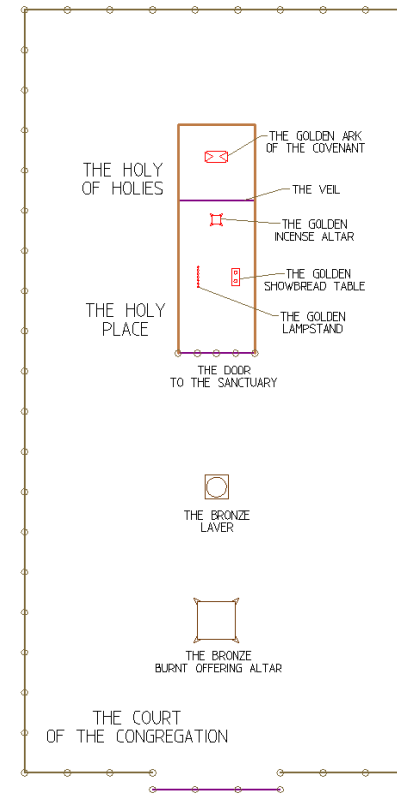 THE GOLDEN ARK
OF THE COVENANT
THE HOLY
OF HOLIES
THE VEIL
THE GOLDEN
INCENSE ALTAR
THE GOLDEN
SHOWBREAD TABLE
THE HOLY
PLACE
THE GOLDEN
LAMPSTAND
THE DOOR
TO THE SANCTUARY
THE BRONZE
LAVER
THE BRONZE
BURNT OFFERING ALTAR
THE COURT
OF THE CONGREGATION